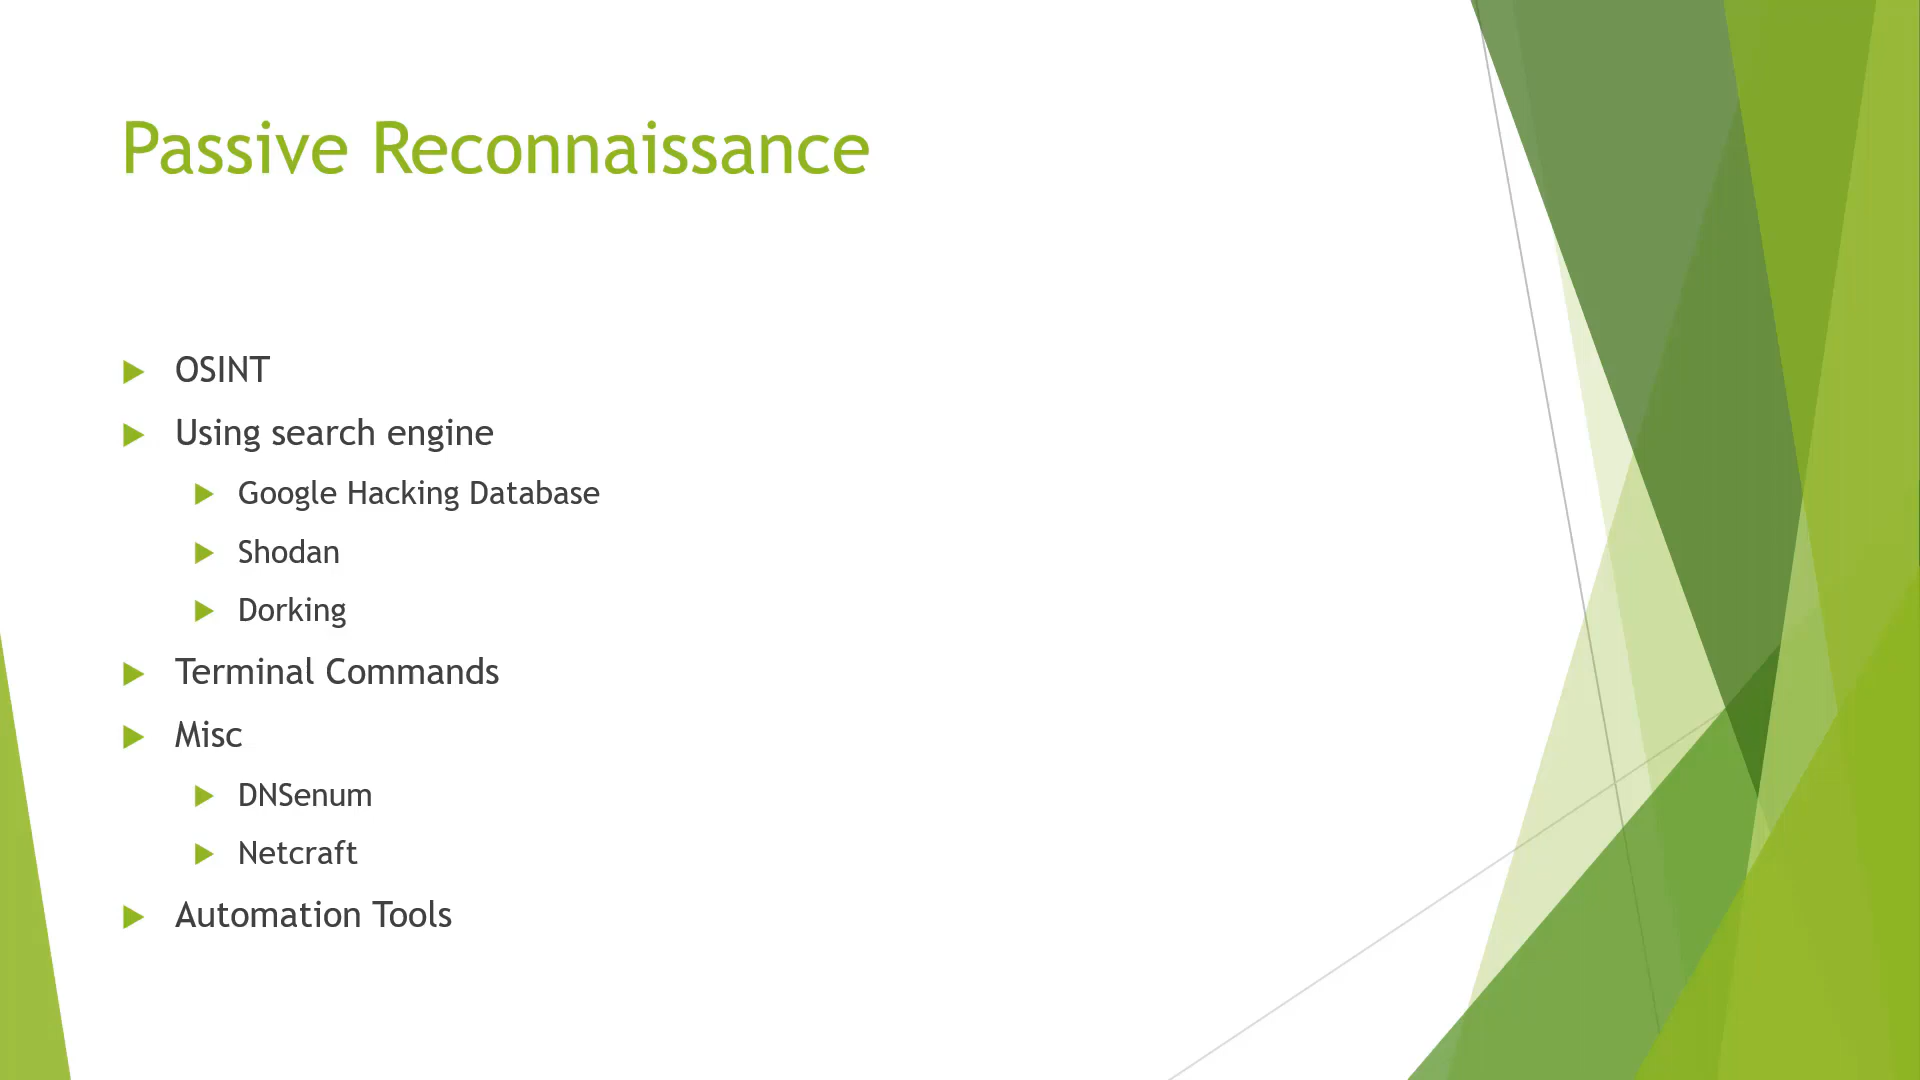 Passive Reconnaissance
OSINT
Using search engine
Google Hacking Database
Shodan
Dorking
Terminal Commands
Misc
DNSenum
Netcraft
Automation Tools